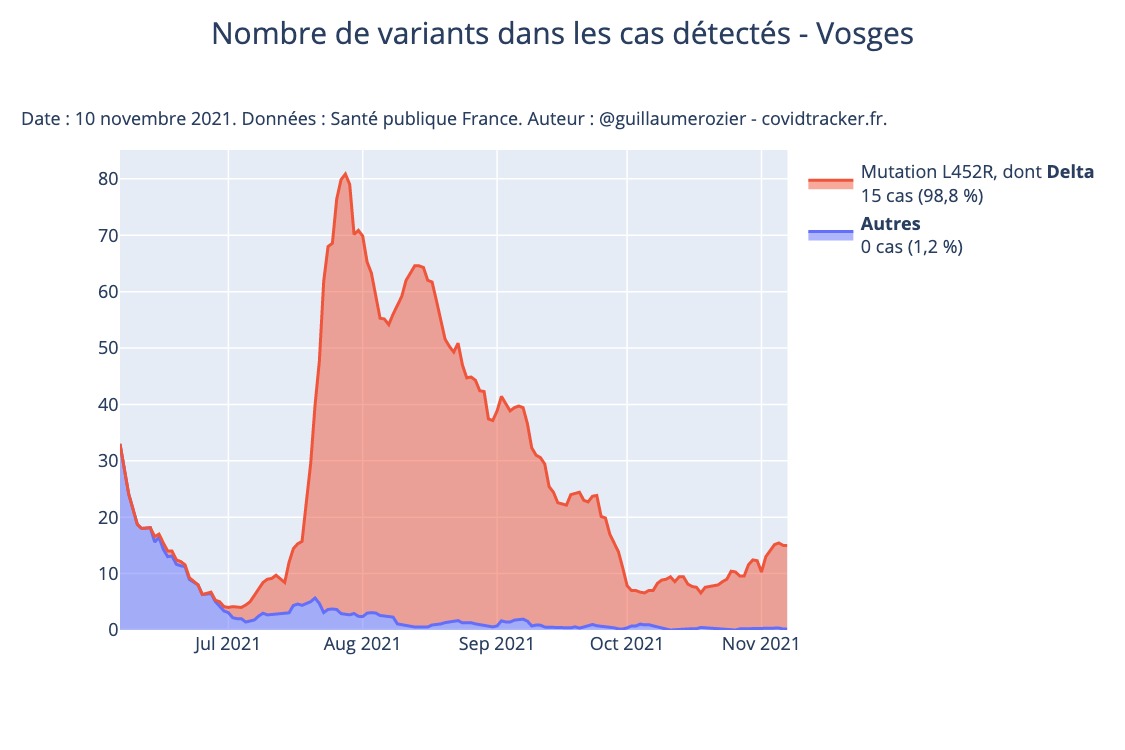 Nombre de variants dans les cas détectés - Vosges
Date : 10 novembre 2021. Données : Santé publique France. Auteur : @guillaumerozier - covidtracker.fr.
Mutation L452R, dont Delta
15 cas (98,8 %)
Autres
0 cas (1,2 %)
80
70
60
50
40
30
20
10
0
Jul 2021
Aug 2021
Sep 2021
Oct 2021
Nov 2021